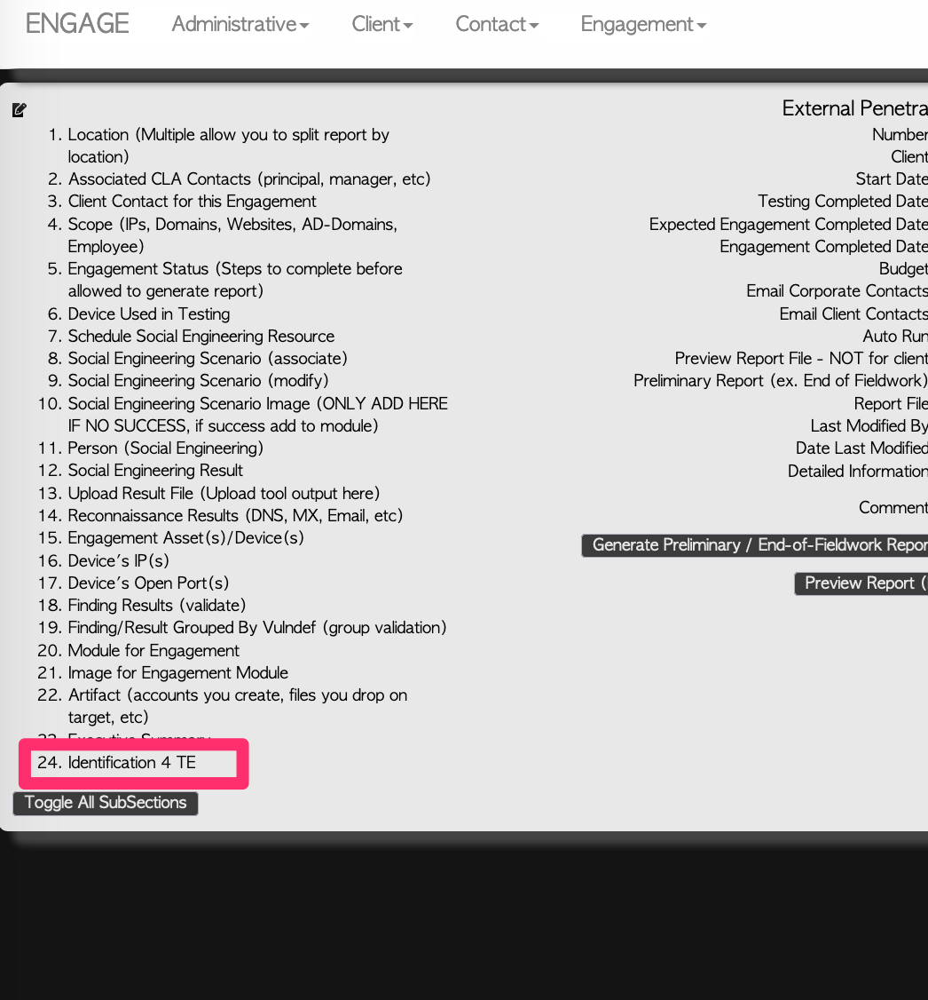 ENGAGE Administrative Client Contact Engagement
1. Location (Multiple allow you to split report by
location)
2. Associated CLA Contacts (principal, manager, etc)
3. Client Contact for this Engagement
4. Scope (IPs, Domains, Websites, AD-Domains,
Employee)
5. Engagement Status (Steps to complete before
allowed to generate report)
6. Device Used in Testing
7. Schedule Social Engineering Resource
8. Social Engineering Scenario (associate)
9. Social Engineering Scenario (modify)
10. Social Engineering Scenario Image (ONLY ADD HERE
IF NO SUCCESS, if success add to module)
11. Person (Social Engineering)
12. Social Engineering Result
13. Upload Result File (Upload tool output here)
14. Reconnaissance Results (DNS, MX, Email, etc)
15. Engagement Asset(s)/Device(s)
16. Device's IP(s)
17. Device's Open Port(s)
18. Finding Results (validate)
19. Finding/Result Grouped By Vulndef (group validation)
20. Module for Engagement
21. Image for Engagement Module
22. Artifact (accounts you create, files you drop on
target, etc)
23. Executive Summary
24. Identification 4 TE
Toggle All SubSections
External Penetra
Number
Client
Start Date
Testing Completed Date
Expected Engagement Completed Date
Engagement Completed Date
Budget
Email Corporate Contacts
Email Client Contacts
Auto Run
Preview Report File - NOT for client
Preliminary Report (ex. End of Fieldwork)
Report File
Last Modified By
Date Last Modified
Detailed Information
Comment
Generate Preliminary / End-of-Fieldwork Repor
Preview Report (